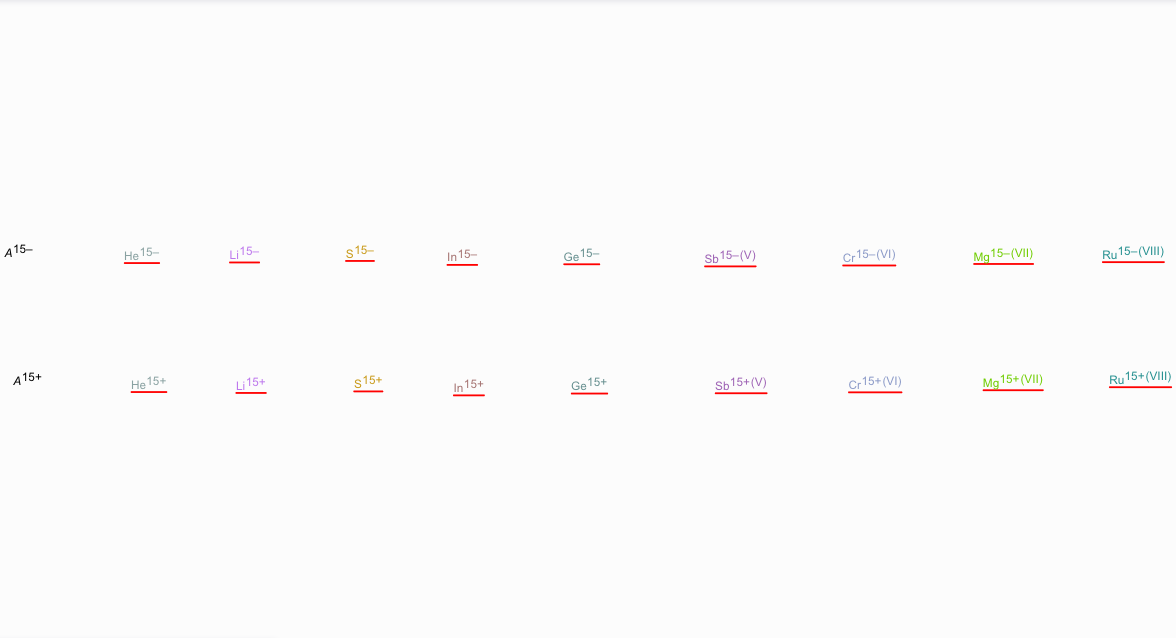 A15– He15– Li15– S15– In15– Ge15– Sb15–(V) Cr15–(VI) Mg15–(VII) Ru15–(VIII)
A15+ He15+ Li15+ S15+ In15+ Ge15+ Sb15+(V) Cr15+(VI) Mg15+(VII) Ru15+(VIII)